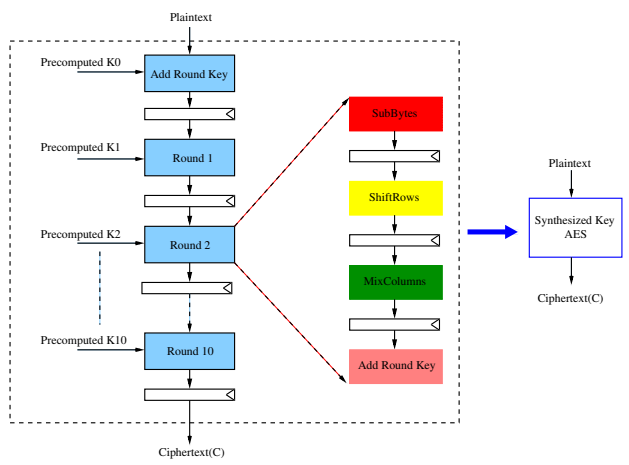 Plaintext
Precomputed K0
Add Round Key
Precomputed K1
Round 1
Precomputed K2
Round 2
Precomputed K10
Round 10
Ciphertext(C)
SubBytes
ShiftRows
MixColumns
Add Round Key
Plaintext
Synthesized Key
AES
Ciphertext(C)